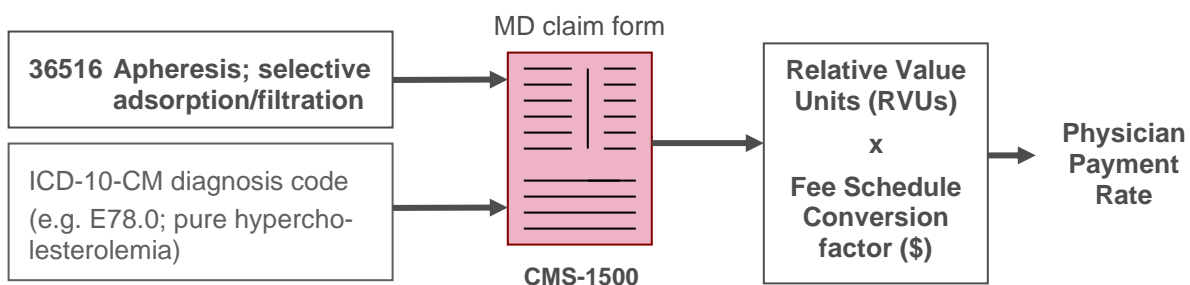 MD claim form
36516 Apheresis; selective
adsorption/filtration
ICD-10-CM diagnosis code
(e.g. E78.0; pure hypercho-
lesterolemia)
CMS-1500
Relative Value
Units (RVUs)
x
Fee Schedule
Conversion
factor ($)
Physician
Payment
Rate